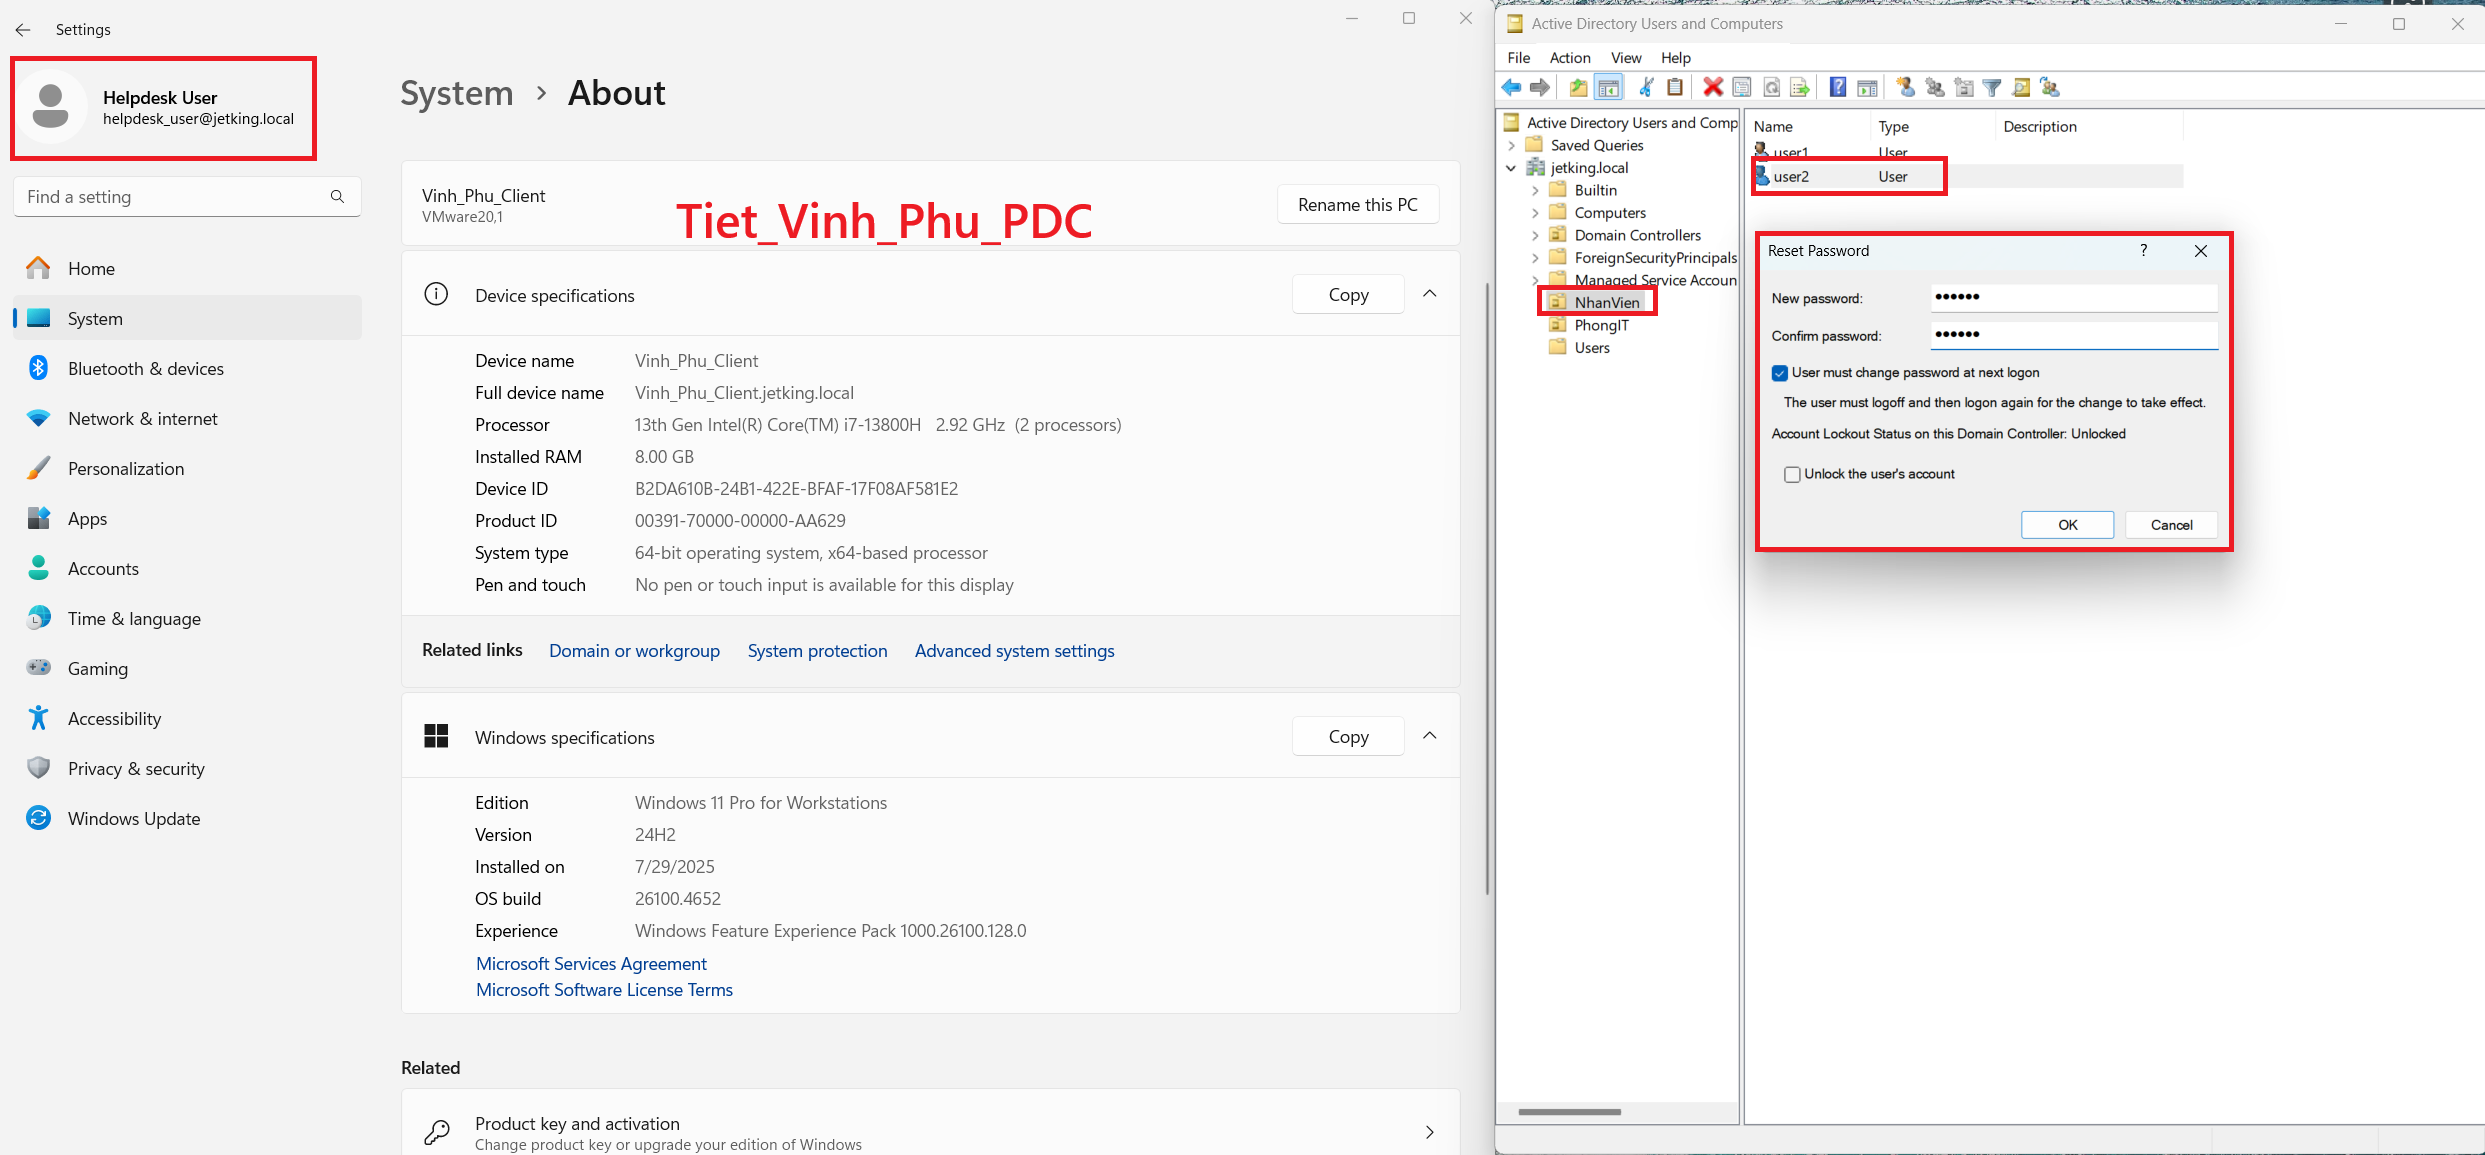 Settings
Helpdesk User
helpdesk_user@jetking.local
Find a setting
Home
System
Bluetooth & devices
Network & internet
Personalization
Apps
Accounts
Time & language
Gaming
Accessibility
Privacy & security
Windows Update
System > About
Vinh_Phu_Client
VMware20,1
Tiet_Vinh_Phu_PDC
Rename this PC
Device specifications
Copy
Device name Vinh_Phu_Client
Full device name Vinh_Phu_Client.jetking.local
Processor 13th Gen Intel(R) Core(TM) i7-13800H 2.92 GHz (2 processors)
Installed RAM 8.00 GB
Device ID B2DA610B-24B1-422E-BFAF-17F08AF581E2
Product ID 00391-70000-00000-AA629
System type 64-bit operating system, x64-based processor
Pen and touch No pen or touch input is available for this display
Related links Domain or workgroup System protection Advanced system settings
Windows specifications
Copy
Edition Windows 11 Pro for Workstations
Version 24H2
Installed on 7/29/2025
OS build 26100.4652
Experience Windows Feature Experience Pack 1000.26100.128.0
Microsoft Services Agreement
Microsoft Software License Terms
Related
Product key and activation
Change product key or upgrade your edition of Windows
Active Directory Users and Computers
File Action View Help
Active Directory Users and Comp
Saved Queries
jetking.local
Builtin
Computers
Domain Controllers
ForeignSecurityPrincipals
Managed Service Accoun
NhanVien
PhongIT
Users
Name Type Description
user1 User
user2 User
Reset Password
?
New password: ••••••
Confirm password: ••••••
User must change password at next logon
The user must logoff and then logon again for the change to take effect.
Account Lockout Status on this Domain Controller: Unlocked
Unlock the user's account
OK Cancel